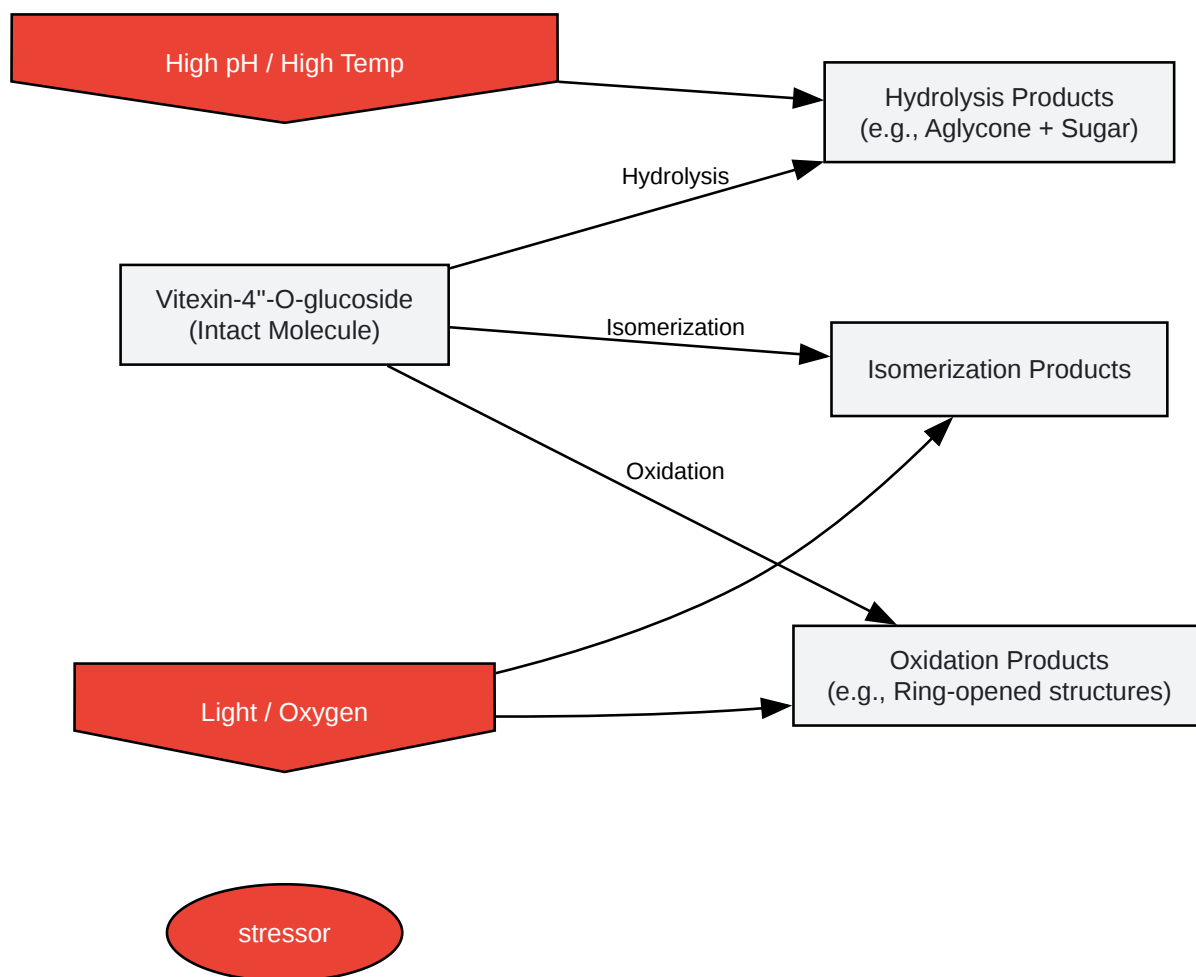 High pH / High Temp
Hydrolysis Products
(e.g., Aglycone + Sugar)
Hydrolysis
Vitexin-4"-O-glucoside
(Intact Molecule)
Isomerization
Isomerization Products
Oxidation
Oxidation Products
(e.g., Ring-opened structures)
Light / Oxygen
stressor